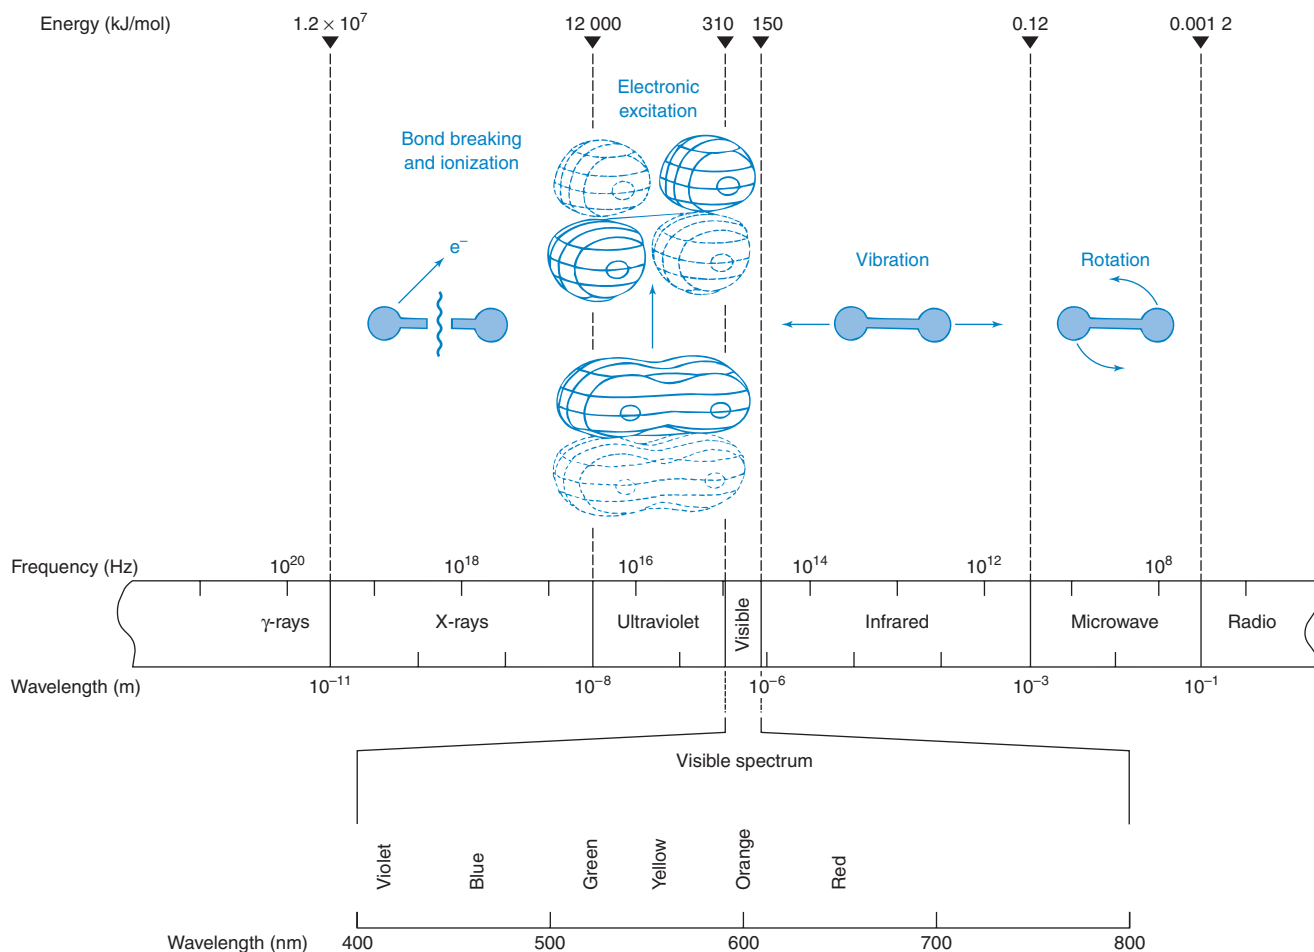 Energy (kJ/mol) 1.2 × 10⁷ 12 000 310 150 0.12 0.001 2
Electronic
excitation
Bond breaking
and ionization
e⁻
Vibration
Rotation
Frequency (Hz) 10²⁰ 10¹⁸ 10¹⁶ 10¹⁴ 10¹² 10⁸
γ-rays X-rays Ultraviolet Visible Infrared Microwave Radio
Wavelength (m) 10⁻¹¹ 10⁻⁸ 10⁻⁶ 10⁻³ 10⁻¹
Visible spectrum
Violet Blue Green Yellow Orange Red
Wavelength (nm) 400 500 600 700 800